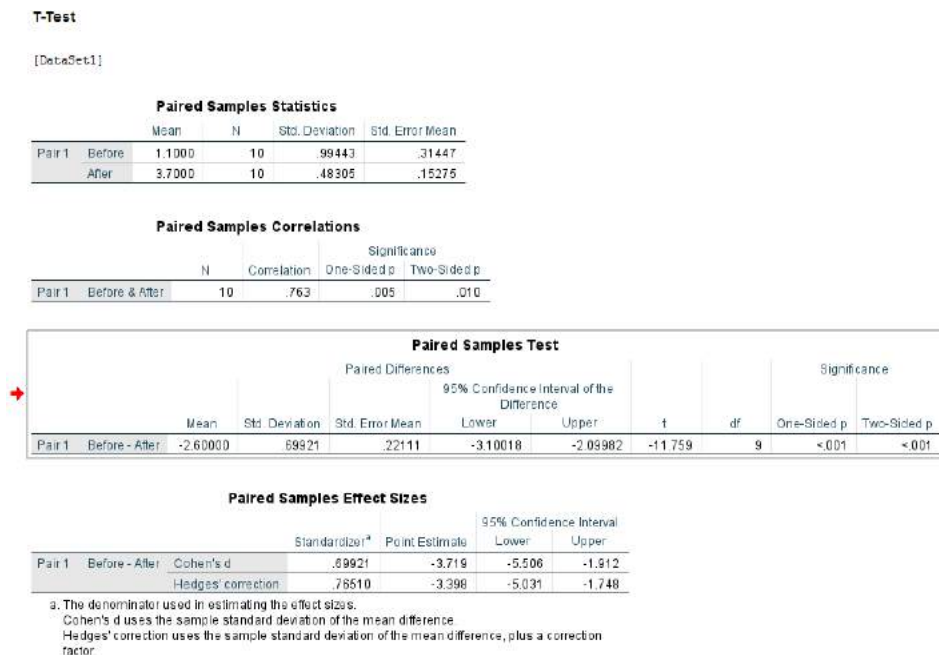 T-Test
[DataSet1]
Paired Samples Statistics
Mean N Std. Deviation Std. Error Mean
Pair 1 Before 1.1000 10 .99443 .31447
After 3.7000 10 .48305 .15275
Paired Samples Correlations
Significance
N Correlation One-Sided p Two-Sided p
Pair 1 Before & After 10 .763 .005 .010
Paired Samples Test
Paired Differences Significance
95% Confidence Interval of the
Difference
Mean Std. Deviation Std. Error Mean Lower Upper t df One-Sided p Two-Sided p
Pair 1 Before - After -2.60000 .69921 .22111 -3.10018 -2.09982 -11.759 9 <.001 <.001
Paired Samples Effect Sizes
95% Confidence Interval
Standardizerᵃ Point Estimate Lower Upper
Pair 1 Before - After Cohen's d .69921 -3.719 -5.506 -1.912
Hedges' correction .76510 -3.398 -5.031 -1.748
a. The denominator used in estimating the effect sizes.
Cohen's d uses the sample standard deviation of the mean difference.
Hedges' correction uses the sample standard deviation of the mean difference, plus a correction
factor.